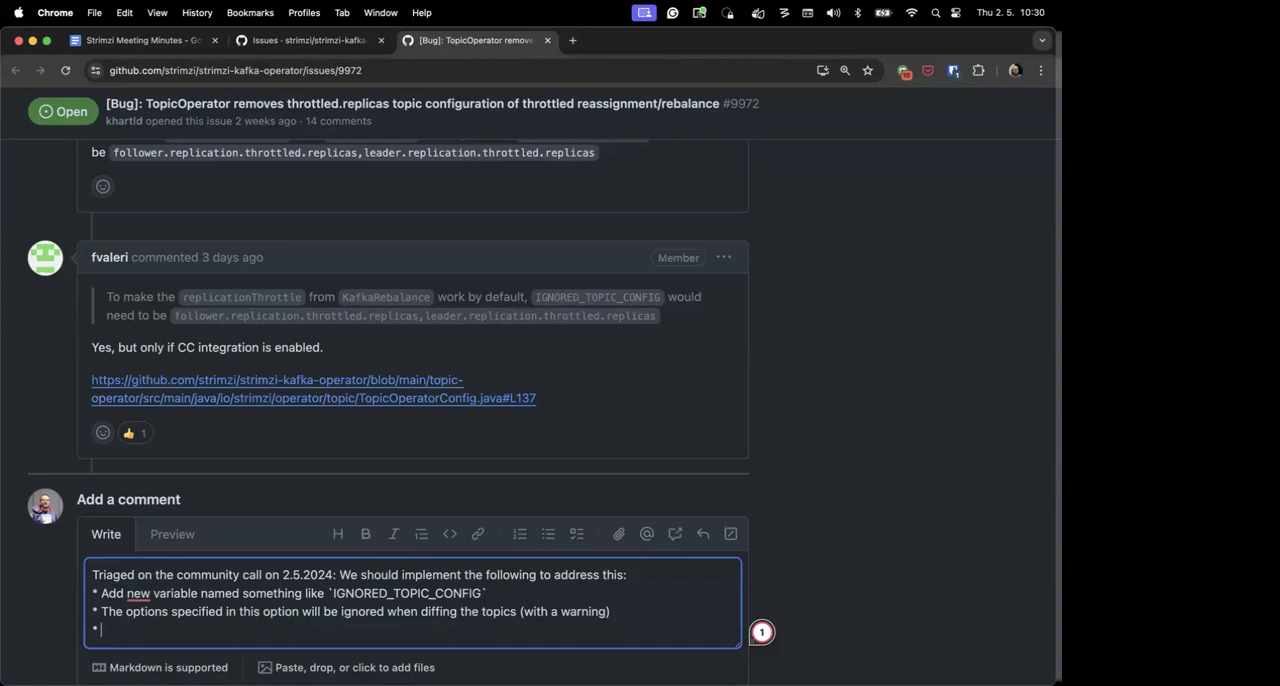 Chrome File Edit View History Bookmarks Profiles Tab Window Help Thu 2. 5. 10:30
Strimzi Meeting Minutes - Go Issues · strimzi/strimzi-kafka [Bug]: TopicOperator remove
github.com/strimzi/strimzi-kafka-operator/issues/9972 10 1
Open [Bug]: TopicOperator removes throttled.replicas topic configuration of throttled reassignment/rebalance #9972
khartld opened this issue 2 weeks ago · 14 comments
be follower.replication.throttled.replicas,leader.replication.throttled.replicas
fvaleri commented 3 days ago Member
To make the replicationThrottle from KafkaRebalance work by default, IGNORED_TOPIC_CONFIG would
need to be follower.replication.throttled.replicas,leader.replication.throttled.replicas
Yes, but only if CC integration is enabled.
https://github.com/strimzi/strimzi-kafka-operator/blob/main/topic-
operator/src/main/java/io/strimzi/operator/topic/TopicOperatorConfig.java#L137
👍 1
Add a comment
Write Preview
Triaged on the community call on 2.5.2024: We should implement the following to address this:
* Add new variable named something like `IGNORED_TOPIC_CONFIG`
* The options specified in this option will be ignored when diffing the topics (with a warning)
*
1
Markdown is supported Paste, drop, or click to add files